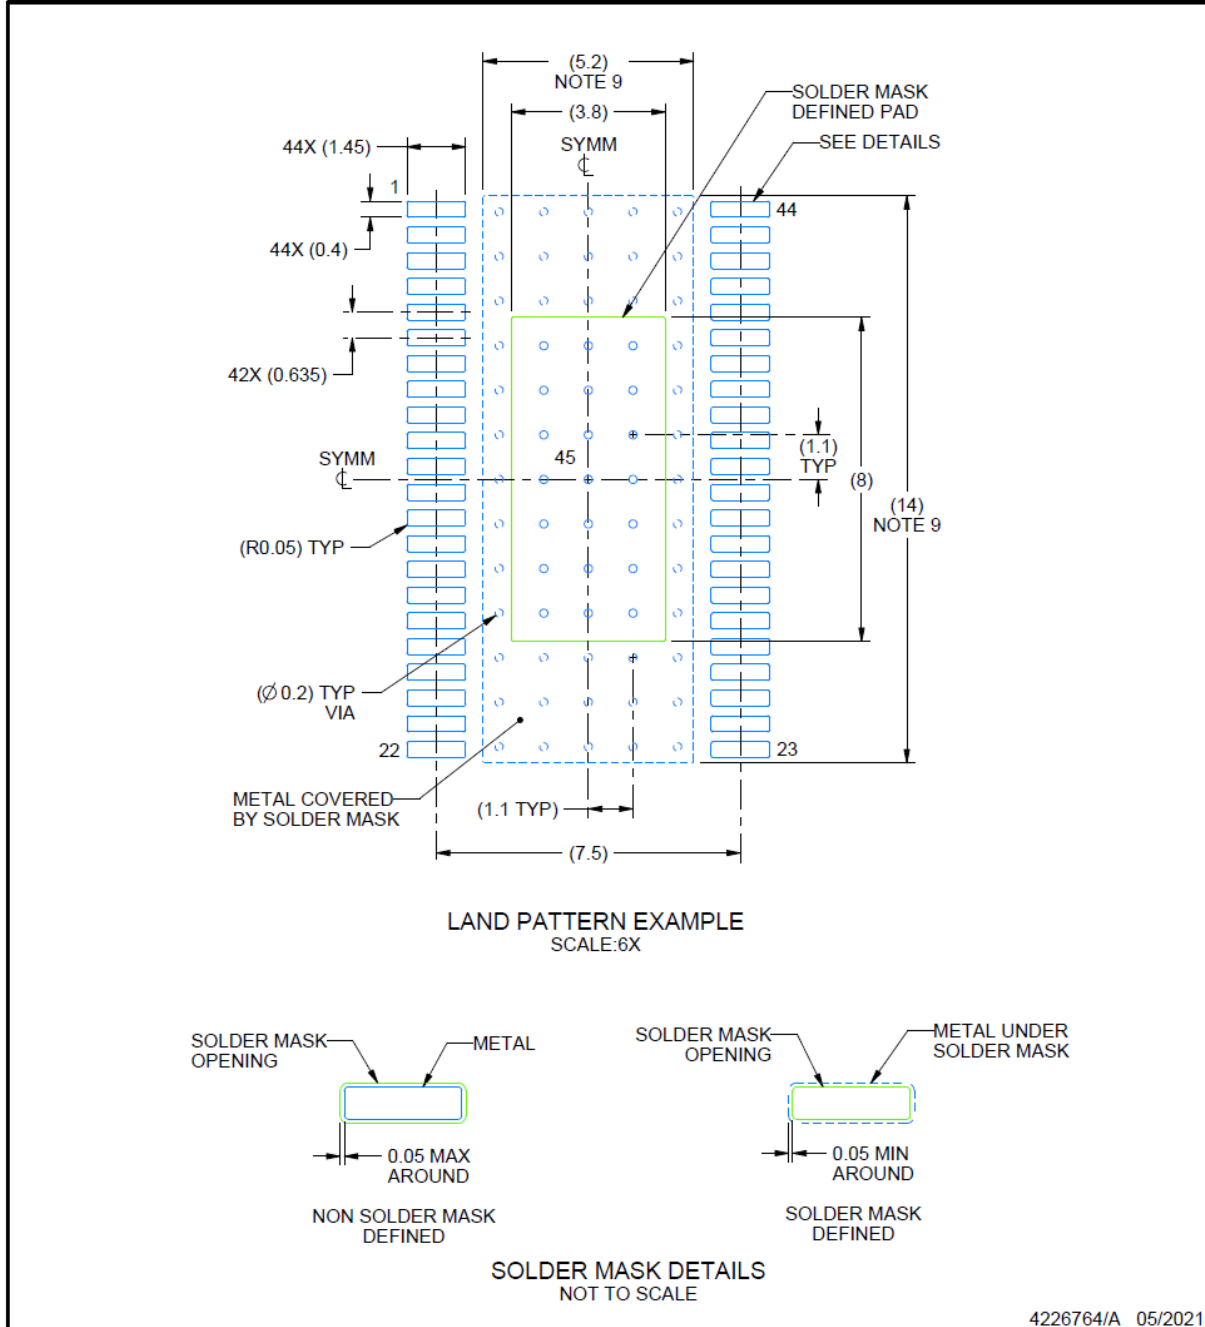 (5.2)
NOTE 9
(3.8)
SOLDER MASK
DEFINED PAD
SYMM
SEE DETAILS
44X (1.45)
1
44
44X (0.4)
42X (0.635)
(1.1)
TYP
SYMM
45
(8)
(14)
NOTE 9
(R0.05) TYP
(Ø 0.2) TYP
VIA
22
23
METAL COVERED
BY SOLDER MASK
(1.1 TYP)
(7.5)
LAND PATTERN EXAMPLE
SCALE:6X
SOLDER MASK
OPENING
METAL
0.05 MAX
AROUND
NON SOLDER MASK
DEFINED
SOLDER MASK
OPENING
METAL UNDER
SOLDER MASK
0.05 MIN
AROUND
SOLDER MASK
DEFINED
SOLDER MASK DETAILS
NOT TO SCALE
4226764/A 05/2021